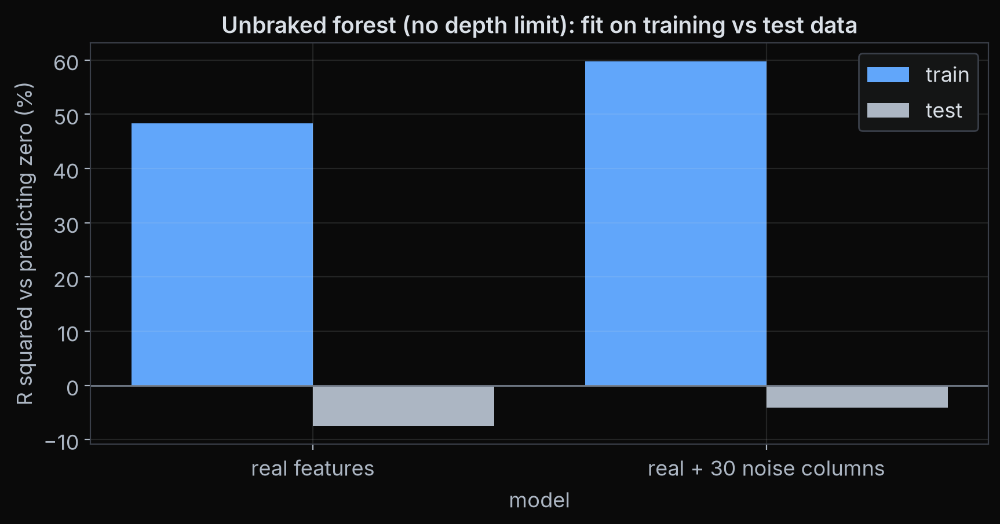 Unbraked forest (no depth limit): fit on training vs test data
R squared vs predicting zero (%)
60
50
40
30
20
10
0
−10
train
test
real features
real + 30 noise columns
model